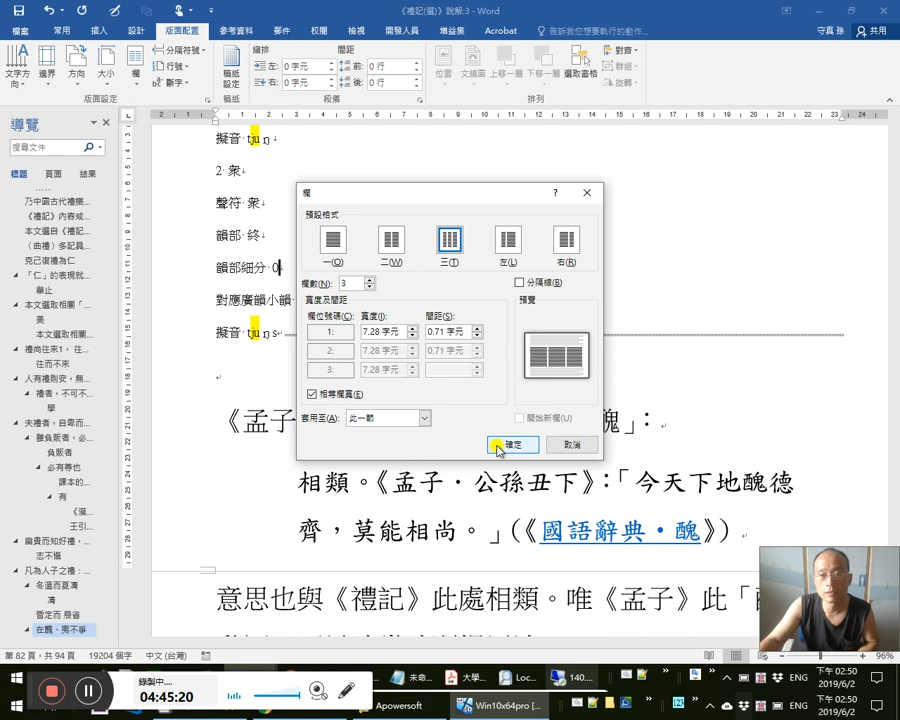 《禮記(選)》說解:3 - Word
檔案 常用 插入 設計 版面配置 參考資料 郵件 校閱 檢視 開發人員 增益集 Acrobat 告訴我您想要執行的動作... 守真 孫 共用
文字方向 邊界 方向 大小 欄 分隔符號 行號 斷字 稿紙設定 縮排 左: 0 字元 右: 0 字元 間距 前: 0 行 後: 0 行 位置 文繞圖 上移一層 下移一層 選取窗格 對齊 群組 旋轉
版面設定 稿紙 段落 排列
導覽
搜尋文件
標題 頁面 結果
乃中國古代禮樂...
《禮記》內容或...
本文選自《禮記...
〈曲禮〉多記具...
克己復禮為仁
「仁」的表現就...
舉止
本文選取相關「...
美
本文選取相關...
禮尚往來1， 往...
往而不來
人有禮則安，無...
禮者，不可不...
學
夫禮者，自卑而...
雖負販者，必...
負販者
必有尊也
課本的...
有
《漢...
王引...
幽貴而知好禮，...
志不懾
凡為人子之禮：...
冬溫而夏凊
凊
昏定而 晨省
在醜、夷不爭
擬音 tjuŋ
2 衆
聲符 衆
韻部 終
韻部細分 0
對應廣韻小韻
擬音 tjuŋs
欄
預設格式
一(O) 二(W) 三(T) 左(L) 右(R)
欄數(N): 3 分隔線(B)
寬度及間距 預覽
欄位號碼(C): 寬度(I): 間距(S):
1: 7.28 字元 0.71 字元
2: 7.28 字元 0.71 字元
3: 7.28 字元
相等欄寬(E)
套用至(A): 此一節 開始新欄(U)
確定 取消
《孟子 醜」：
相類。《孟子．公孫丑下》：「今天下地醜德
齊，莫能相尚。」(《國語辭典·醜》)
意思也與《禮記》此處相類。唯《孟子》此「
第 82 頁，共 94 頁 19204 個字 中文 (台灣) 96%
錄製中...
04:45:20
未命... 大學... Loc... 140... ENG 下午 02:50 2019/6/2
Apowersoft Win10x64pro [... ENG 下午 02:50 2019/6/2